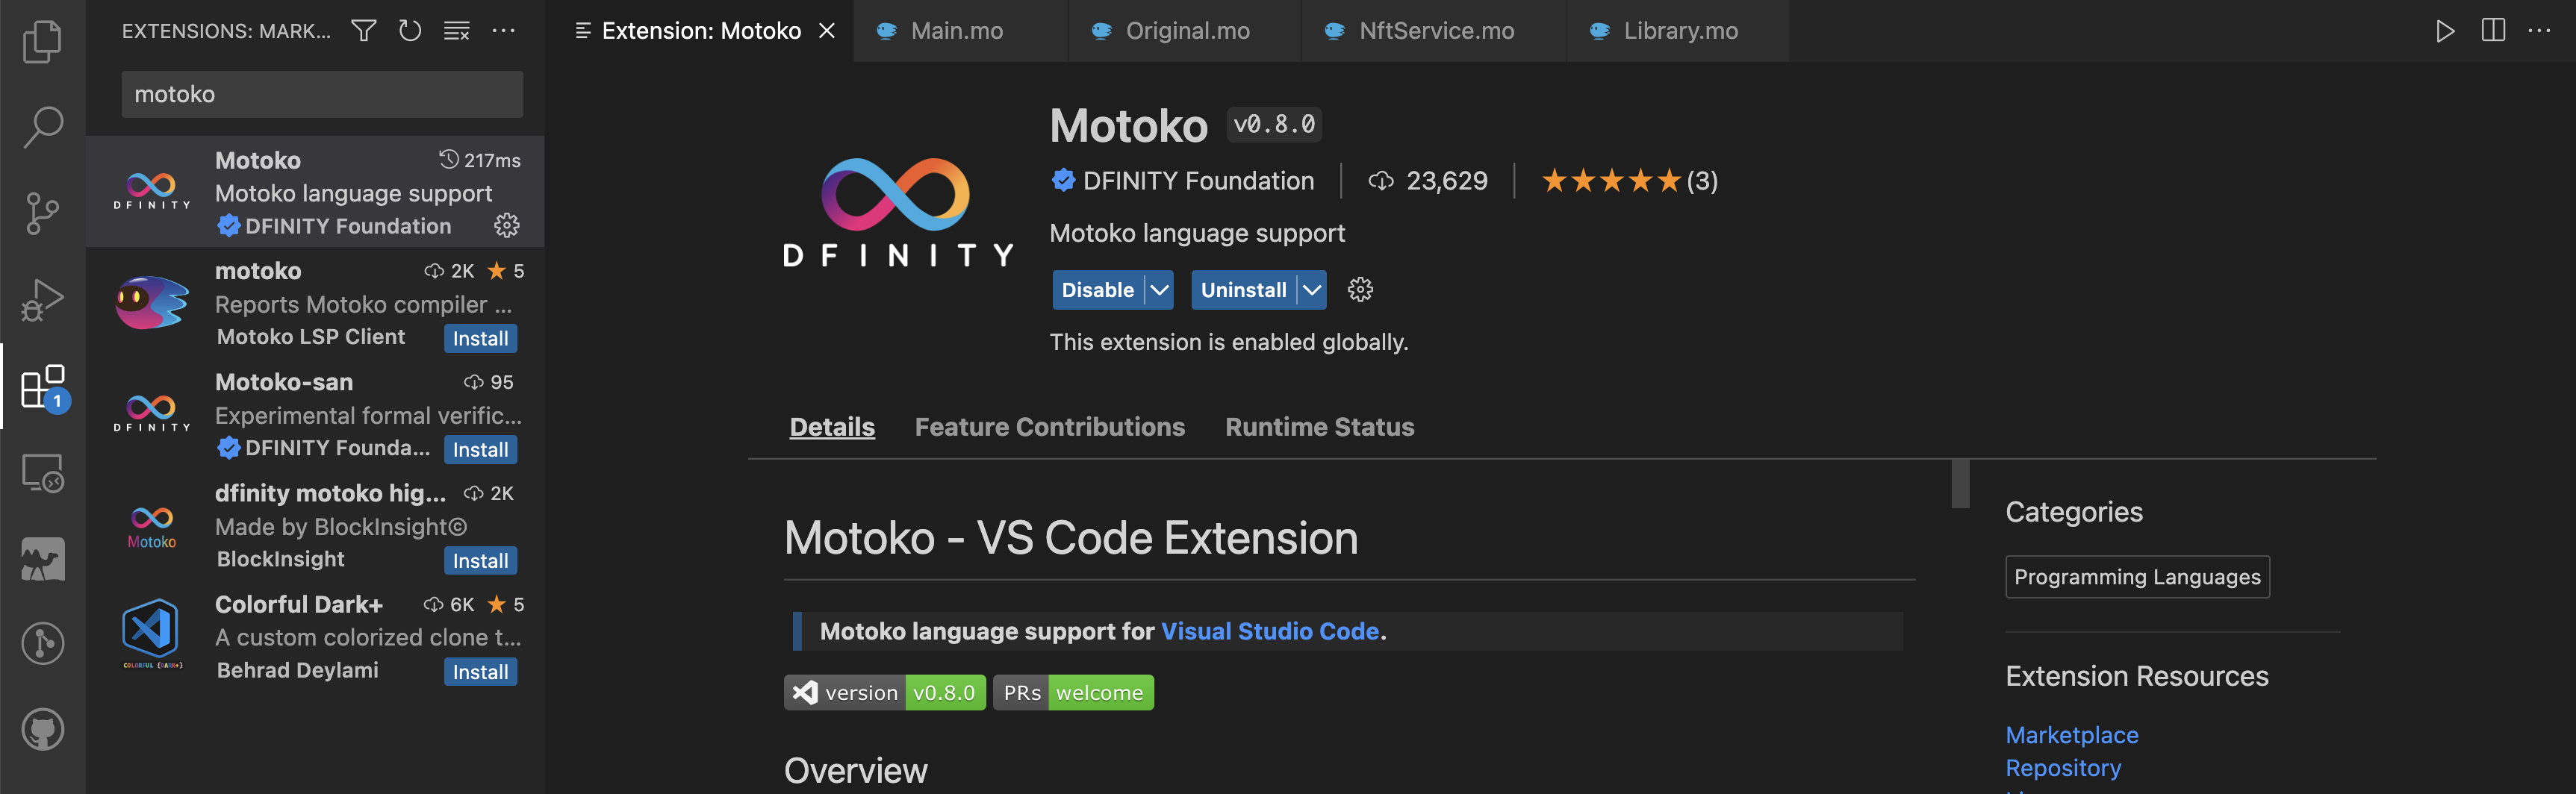 EXTENSIONS: MARK...
motoko
Motoko 217ms
Motoko language support
DFINITY Foundation
DFINITY
motoko 2K 5
Reports Motoko compiler ...
Motoko LSP Client Install
Motoko-san 95
Experimental formal verific...
DFINITY Founda... Install
DFINITY
dfinity motoko hig... 2K
Made by BlockInsight©
BlockInsight Install
Motoko
Colorful Dark+ 6K 5
A custom colorized clone t...
Behrad Deylami Install
COLORFUL {DARK+}
1
Extension: Motoko Main.mo Original.mo NftService.mo Library.mo
DFINITY
Motoko v0.8.0
DFINITY Foundation 23,629 (3)
Motoko language support
Disable Uninstall
This extension is enabled globally.
Details Feature Contributions Runtime Status
Motoko - VS Code Extension
Motoko language support for Visual Studio Code.
version v0.8.0 PRs welcome
Overview
Categories
Programming Languages
Extension Resources
Marketplace
Repository